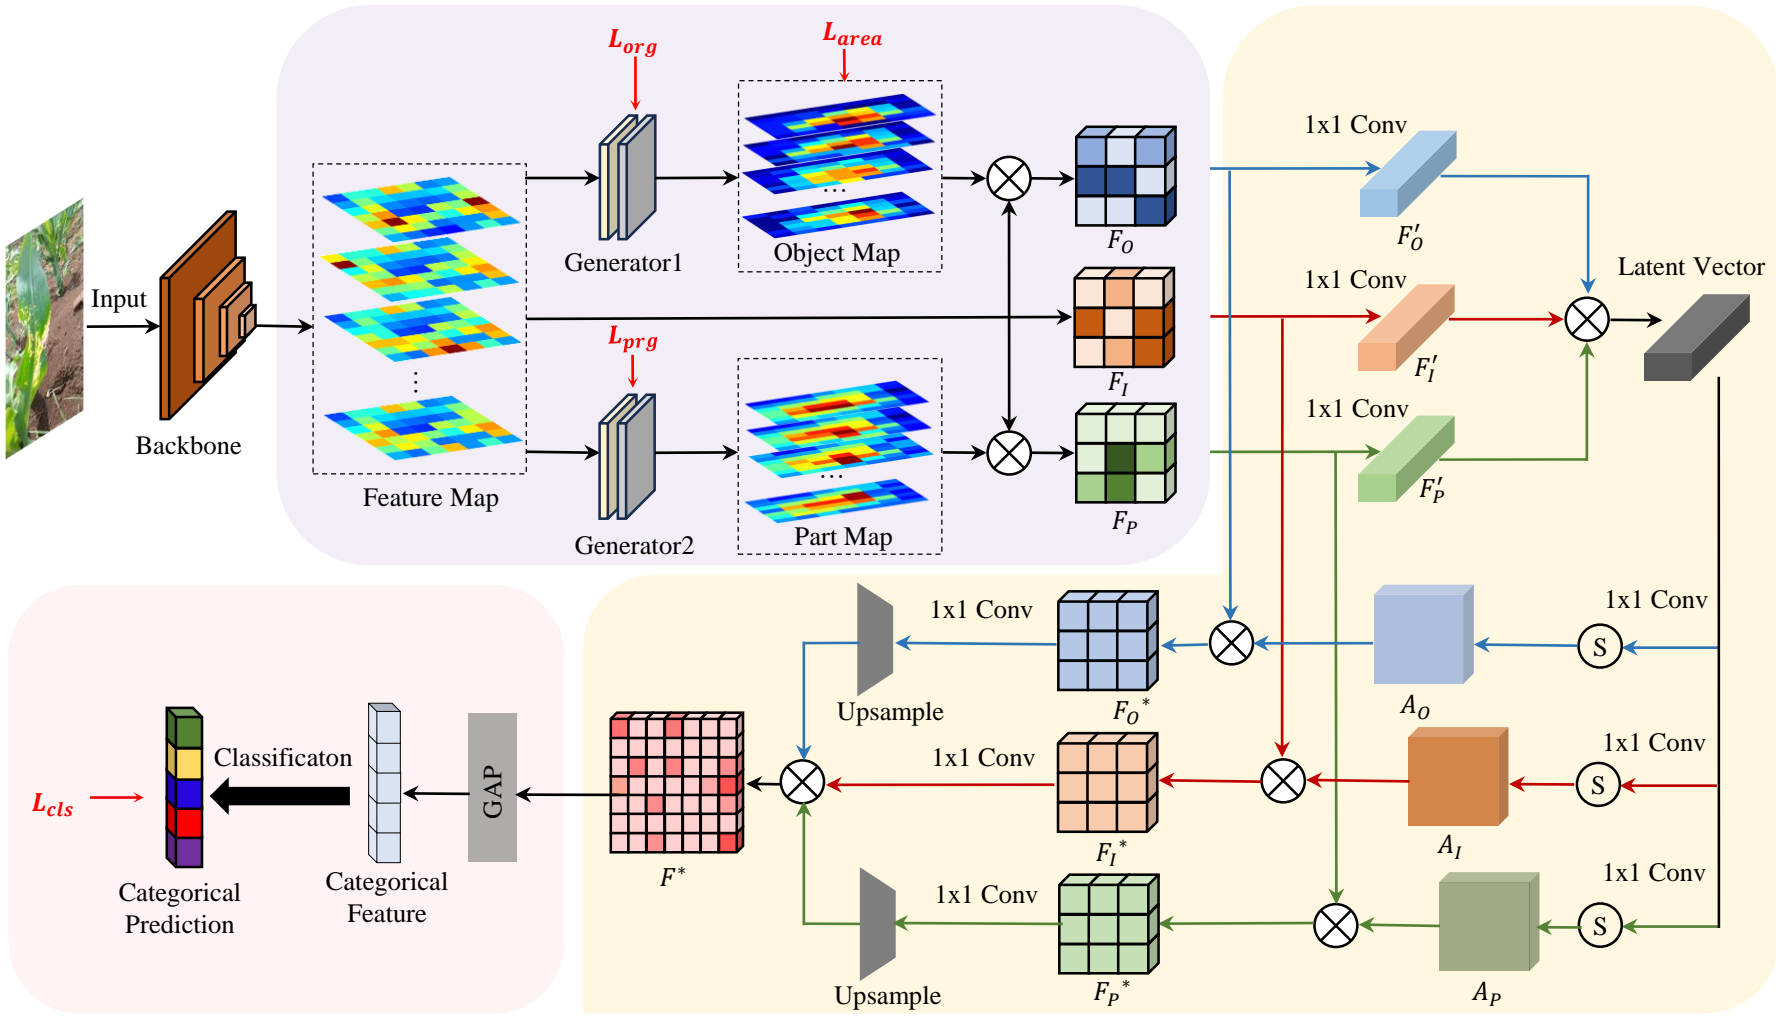 L_org
L_area
1x1 Conv
F'_O
Generator1
Object Map
F_O
Latent Vector
Input
1x1 Conv
L_prg
F_I
F'_I
1x1 Conv
Backbone
Feature Map
F'_P
Generator2
Part Map
F_P
1x1 Conv
1x1 Conv
S
Upsample
F_O*
A_O
Classificaton
GAP
1x1 Conv
1x1 Conv
S
L_cls
F*
F_I*
A_I
Categorical
Prediction
Categorical
Feature
1x1 Conv
1x1 Conv
S
Upsample
F_P*
A_P
...
...
...